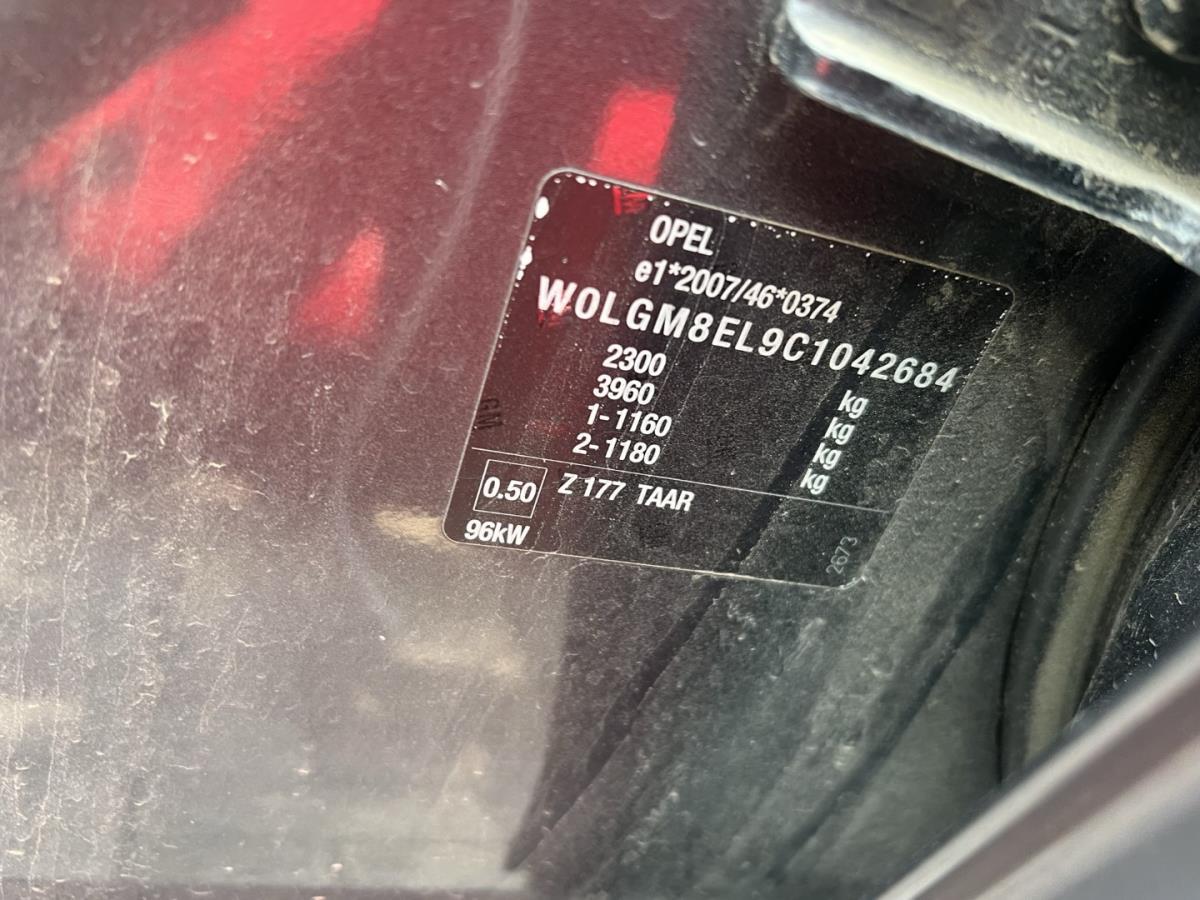 OPEL
e1*2007/46*0374
W0LGM8EL9C1042684
2300 kg
3960 kg
1-1160 kg
2-1180 kg
0.50 Z 177 TAAR
96kW
2673
GM